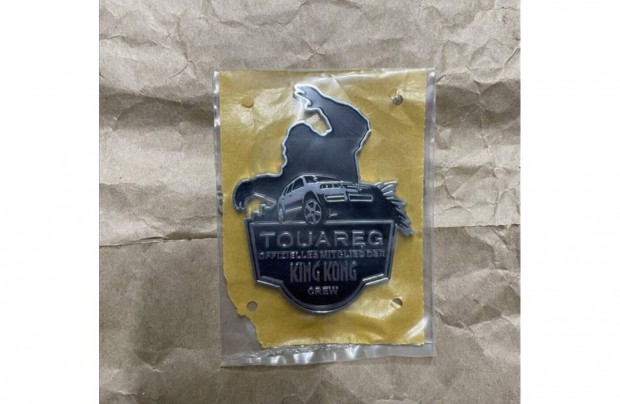 TOUAREG
OFFIZIELLES MITGLIED DER
KING KONG
CREW